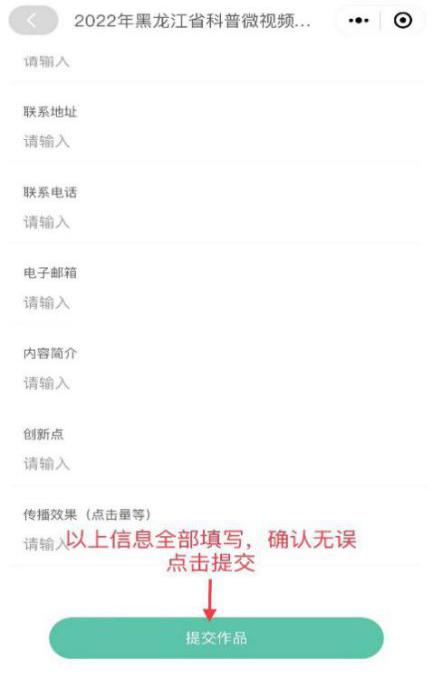 2022年黑龙江省科普微视频...
请输入
联系地址
请输入
联系电话
请输入
电子邮箱
请输入
内容简介
请输入
创新点
请输入
传播效果（点击量等）
请输入
以上信息全部填写，确认无误
点击提交
提交作品